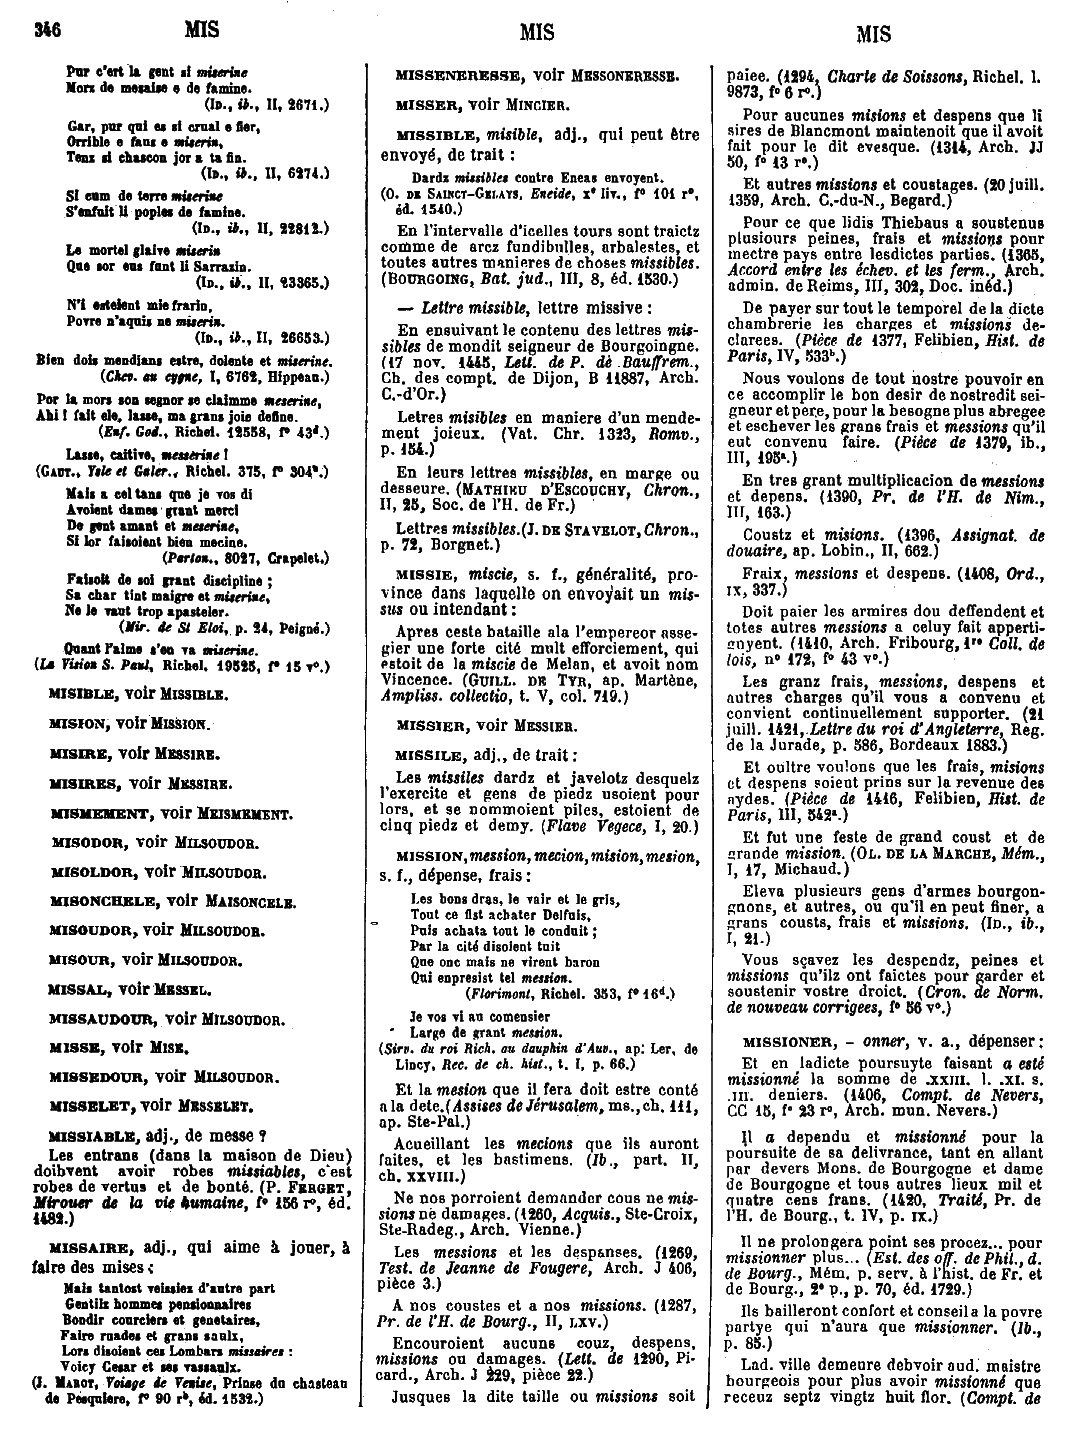 346 MIS MIS MIS
Pur c'ert la gent si miserine
Mors de mesaise e de famine.
(ID., ib., II, 2671.)
Gar, pur qui es si crual e fier,
Orrible e fans e miserin,
Tenz si chascon jor a ta fin.
(ID., ib., II, 6274.)
Si cum de terre miserine
S'enfuit li poples de famine.
(ID., ib., II, 22812.)
Le mortel glaive miserin
Que sor eus funt li Sarrazin.
(ID., ib., II, 23365.)
N'i esteient mie frarin,
Povre n'aquis ne miserin.
(ID., ib., II, 26653.)
Bien dois mendians estre, dolente et miserine.
(Chev. au cygne, I, 6762, Hippeau.)
Por la mors son segnor se claimme meserine,
Ahi ! fait ele, lasse, ma grans joie define.
(Enf. God., Richel. 12558, f° 43d.)
Lasse, caitive, messerine !
(GAUT., Ysle et Galer., Richel. 375, f° 304b.)
Mais a cel tans que je vos di
Avoient dames grant merci
De gent amant et meserine,
Si lor faisoient bien mecine.
(Parton., 8027, Crapelet.)
Faisoit de soi grant discipline ;
Sa char tint maigre et miserine,
Ne le vaut trop apasteler.
(Mir. de St Eloi, p. 24, Peigné.)
Quant l'alme s'en va miserine.
(La Vision S. Paul, Richel. 19525, f° 15 v°.)
MISIBLE, voir MISSIBLE.
MISION, voir MISSION.
MISIRE, voir MESSIRE.
MISIRES, voir MESSIRE.
MISMEMENT, voir MEISMEMENT.
MISODOR, voir MILSOUDOR.
MISOLDOR, voir MILSOUDOR.
MISONCHELE, voir MAISONCELE.
MISOUDOR, voir MILSOUDOR.
MISOUR, voir MILSOUDOR.
MISSAL, voir MESSEL.
MISSAUDOUR, voir MILSOUDOR.
MISSE, voir MISE.
MISSEDOUR, voir MILSOUDOR.
MISSELET, voir MESSELET.
MISSIABLE, adj., de messe ?
Les entrans (dans la maison de Dieu)
doibvent avoir robes missiables, c'est
robes de vertus et de bonté. (P. FERGET,
Mirouer de la vie humaine, f° 156 r°, éd.
1482.)
MISSAIRE, adj., qui aime à jouer, à
faire des mises :
Mais tantost veissiez d'autre part
Gentilz hommes pensionnaires
Bondir courciers et genetaires,
Faire ruades et grans saulx,
Lors disoient ces Lombars missaires :
Voicy Cesar et ses vassaulx.
(J. MAROT, Voiage de Venise, Prinse du chasteau
de Pesquiere, f° 90 rb, éd. 1532.)
MISSENERESSE, voir MESSONERESSE.
MISSER, voir MINCIER.
MISSIBLE, misible, adj., qui peut être
envoyé, de trait :
Dardz missibles contre Eneas envoyent.
(O. DE SAINCT-GELAYS, Eneide, xe liv., f° 101 r°,
éd. 1540.)
En l'intervalle d'icelles tours sont traictz
comme de arcz fundibulles, arbalestes, et
toutes autres manieres de choses missibles.
(BOURGOING, Bat. jud., III, 8, éd. 1530.)
— Lettre missible, lettre missive :
En ensuivant le contenu des lettres mis-
sibles de mondit seigneur de Bourgoingne.
(17 nov. 1445, Lett. de P. de Bauffrem.,
Ch. des compt. de Dijon, B 11887, Arch.
C.-d'Or.)
Letres misibles en maniere d'un mende-
ment joieux. (Vat. Chr. 1323, Romv.,
p. 154.)
En leurs lettres missibles, en marge ou
desseure. (MATHIEU D'ESCOUCHY, Chron.,
II, 25, Soc. de l'H. de Fr.)
Lettres missibles. (J. DE STAVELOT, Chron.,
p. 72, Borgnet.)
MISSIE, miscie, s. f., généralité, pro-
vince dans laquelle on envoyait un mis-
sus ou intendant :
Apres ceste bataille ala l'empereor asse-
gier une forte cité mult efforciement, qui
estoit de la miscie de Melan, et avoit nom
Vincence. (GUILL. DE TYR, ap. Martène,
Ampliss. collectio, t. V, col. 719.)
MISSIER, voir MESSIER.
MISSILE, adj., de trait :
Les missiles dardz et javelotz desquelz
l'exercite et gens de piedz usoient pour
lors, et se nommoient piles, estoient de
cinq piedz et demy. (Flave Vegece, I, 20.)
MISSION, mession, mecion, mision, mesion,
s. f., dépense, frais :
Les bons dras, le vair et le gris,
Tout ce fist achater Delfuis,
Puis achata tout le conduit ;
Par la cité disoient tuit
Que onc mais ne virent baron
Qui enpresist tel mession.
(Florimont, Richel. 353, f° 16d.)
Je vos vi au comensier
Large de grant mession.
(Sirv. du roi Rich. au dauphin d'Auv., ap. Ler. de
Lincy, Rec. de ch. hist., t. I, p. 66.)
Et la mesion que il fera doit estre conté
a la dete. (Assises de Jérusalem, ms., ch. III,
ap. Ste-Pal.)
Acueillant les mecions que ils auront
faites, et les bastimens. (Ib., part. II,
ch. XXVIII.)
Ne nos porroient demander cous ne mis-
sions ne damages. (1260, Acquis., Ste-Croix,
Ste-Radeg., Arch. Vienne.)
Les messions et les despanses. (1269,
Test. de Jeanne de Fougere, Arch. J 406,
pièce 3.)
A nos coustes et a nos missions. (1287,
Pr. de l'H. de Bourg., II, LXV.)
Encouroient aucuns couz, despens,
missions ou damages. (Lett. de 1290, Pi-
card., Arch. J 229, pièce 22.)
Jusques la dite taille ou missions soit
paiee. (1294, Charte de Soissons, Richel. l.
9873, f° 6 r°.)
Pour aucunes misions et despens que li
sires de Blancmont maintenoit que il avoit
fait pour le dit evesque. (1314, Arch. JJ
50, f° 13 r°.)
Et autres missions et coustages. (20 juill.
1359, Arch. C.-du-N., Begard.)
Pour ce que lidis Thiebaus a soustenus
plusiours peines, frais et missions pour
mectre pays entre lesdictes parties. (1365,
Accord entre les échev. et les ferm., Arch.
admin. de Reims, III, 302, Doc. inéd.)
De payer sur tout le temporel de la dicte
chambrerie les charges et missions de-
clarees. (Pièce de 1377, Felibien, Hist. de
Paris, IV, 533b.)
Nous voulons de tout nostre pouvoir en
ce accomplir le bon desir de nostredit sei-
gneur et pere, pour la besogne plus abregee
et eschever les grans frais et messions qu'il
eut convenu faire. (Pièce de 1379, ib.,
III, 195a.)
En tres grant multiplicacion de messions
et depens. (1390, Pr. de l'H. de Nim.,
III, 163.)
Coustz et misions. (1396, Assignat. de
douaire, ap. Lobin., II, 662.)
Fraix, messions et despens. (1408, Ord.,
IX, 337.)
Doit paier les armires dou deffendent et
totes autres messions a celuy fait apperti-
gnoyent. (1410, Arch. Fribourg, 1re Coll. de
lois, n° 172, f° 43 v°.)
Les granz frais, messions, despens et
autres charges qu'il vous a convenu et
convient continuellement supporter. (21
juill. 1421, Lettre du roi d'Angleterre, Reg.
de la Jurade, p. 586, Bordeaux 1883.)
Et oultre voulons que les frais, misions
et despens soient prins sur la revenue des
aydes. (Pièce de 1416, Felibien, Hist. de
Paris, III, 542a.)
Et fut une feste de grand coust et de
grande mission. (OL. DE LA MARCHE, Mém.,
I, 17, Michaud.)
Eleva plusieurs gens d'armes bourgon-
gnons, et autres, ou qu'il en peut finer, a
grans cousts, frais et missions. (ID., ib.,
I, 21.)
Vous sçavez les despendz, peines et
missions qu'ilz ont faictes pour garder et
soustenir vostre droict. (Cron. de Norm.
de nouveau corrigees, f° 56 v°.)
MISSIONER, - onner, v. a., dépenser :
Et en ladicte poursuyte faisant a esté
missionné la somme de .XXIII. l. .XI. s.
.III. deniers. (1406, Compt. de Nevers,
CC 15, f° 23 r°, Arch. mun. Nevers.)
Il a dependu et missionné pour la
poursuite de sa delivrance, tant en allant
par devers Mons. de Bourgogne et dame
de Bourgogne et tous autres lieux mil et
quatre cens frans. (1420, Traité, Pr. de
l'H. de Bourg., t. IV, p. IX.)
Il ne prolongera point ses procez... pour
missionner plus... (Est. des off. de Phil., d.
de Bourg., Mém. p. serv. à l'hist. de Fr. et
de Bourg., 2e p., p. 70, éd. 1729.)
Ils bailleront confort et conseil a la povre
partye qui n'aura que missionner. (Ib.,
p. 85.)
Lad. ville demeure debvoir aud. maistre
bourgeois pour plus avoir missionné que
receuz septz vingtz huit flor. (Compt. de